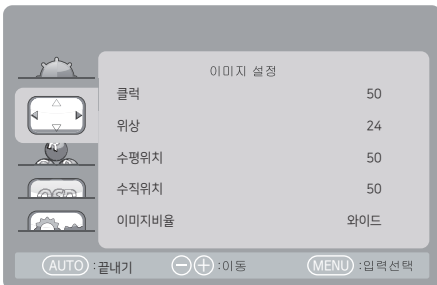 이미지 설정
클럭 50
위상 24
수평위치 50
수직위치 50
이미지비율 와이드
OSD
AUTO : 끝내기 - + : 이동 MENU : 입력선택